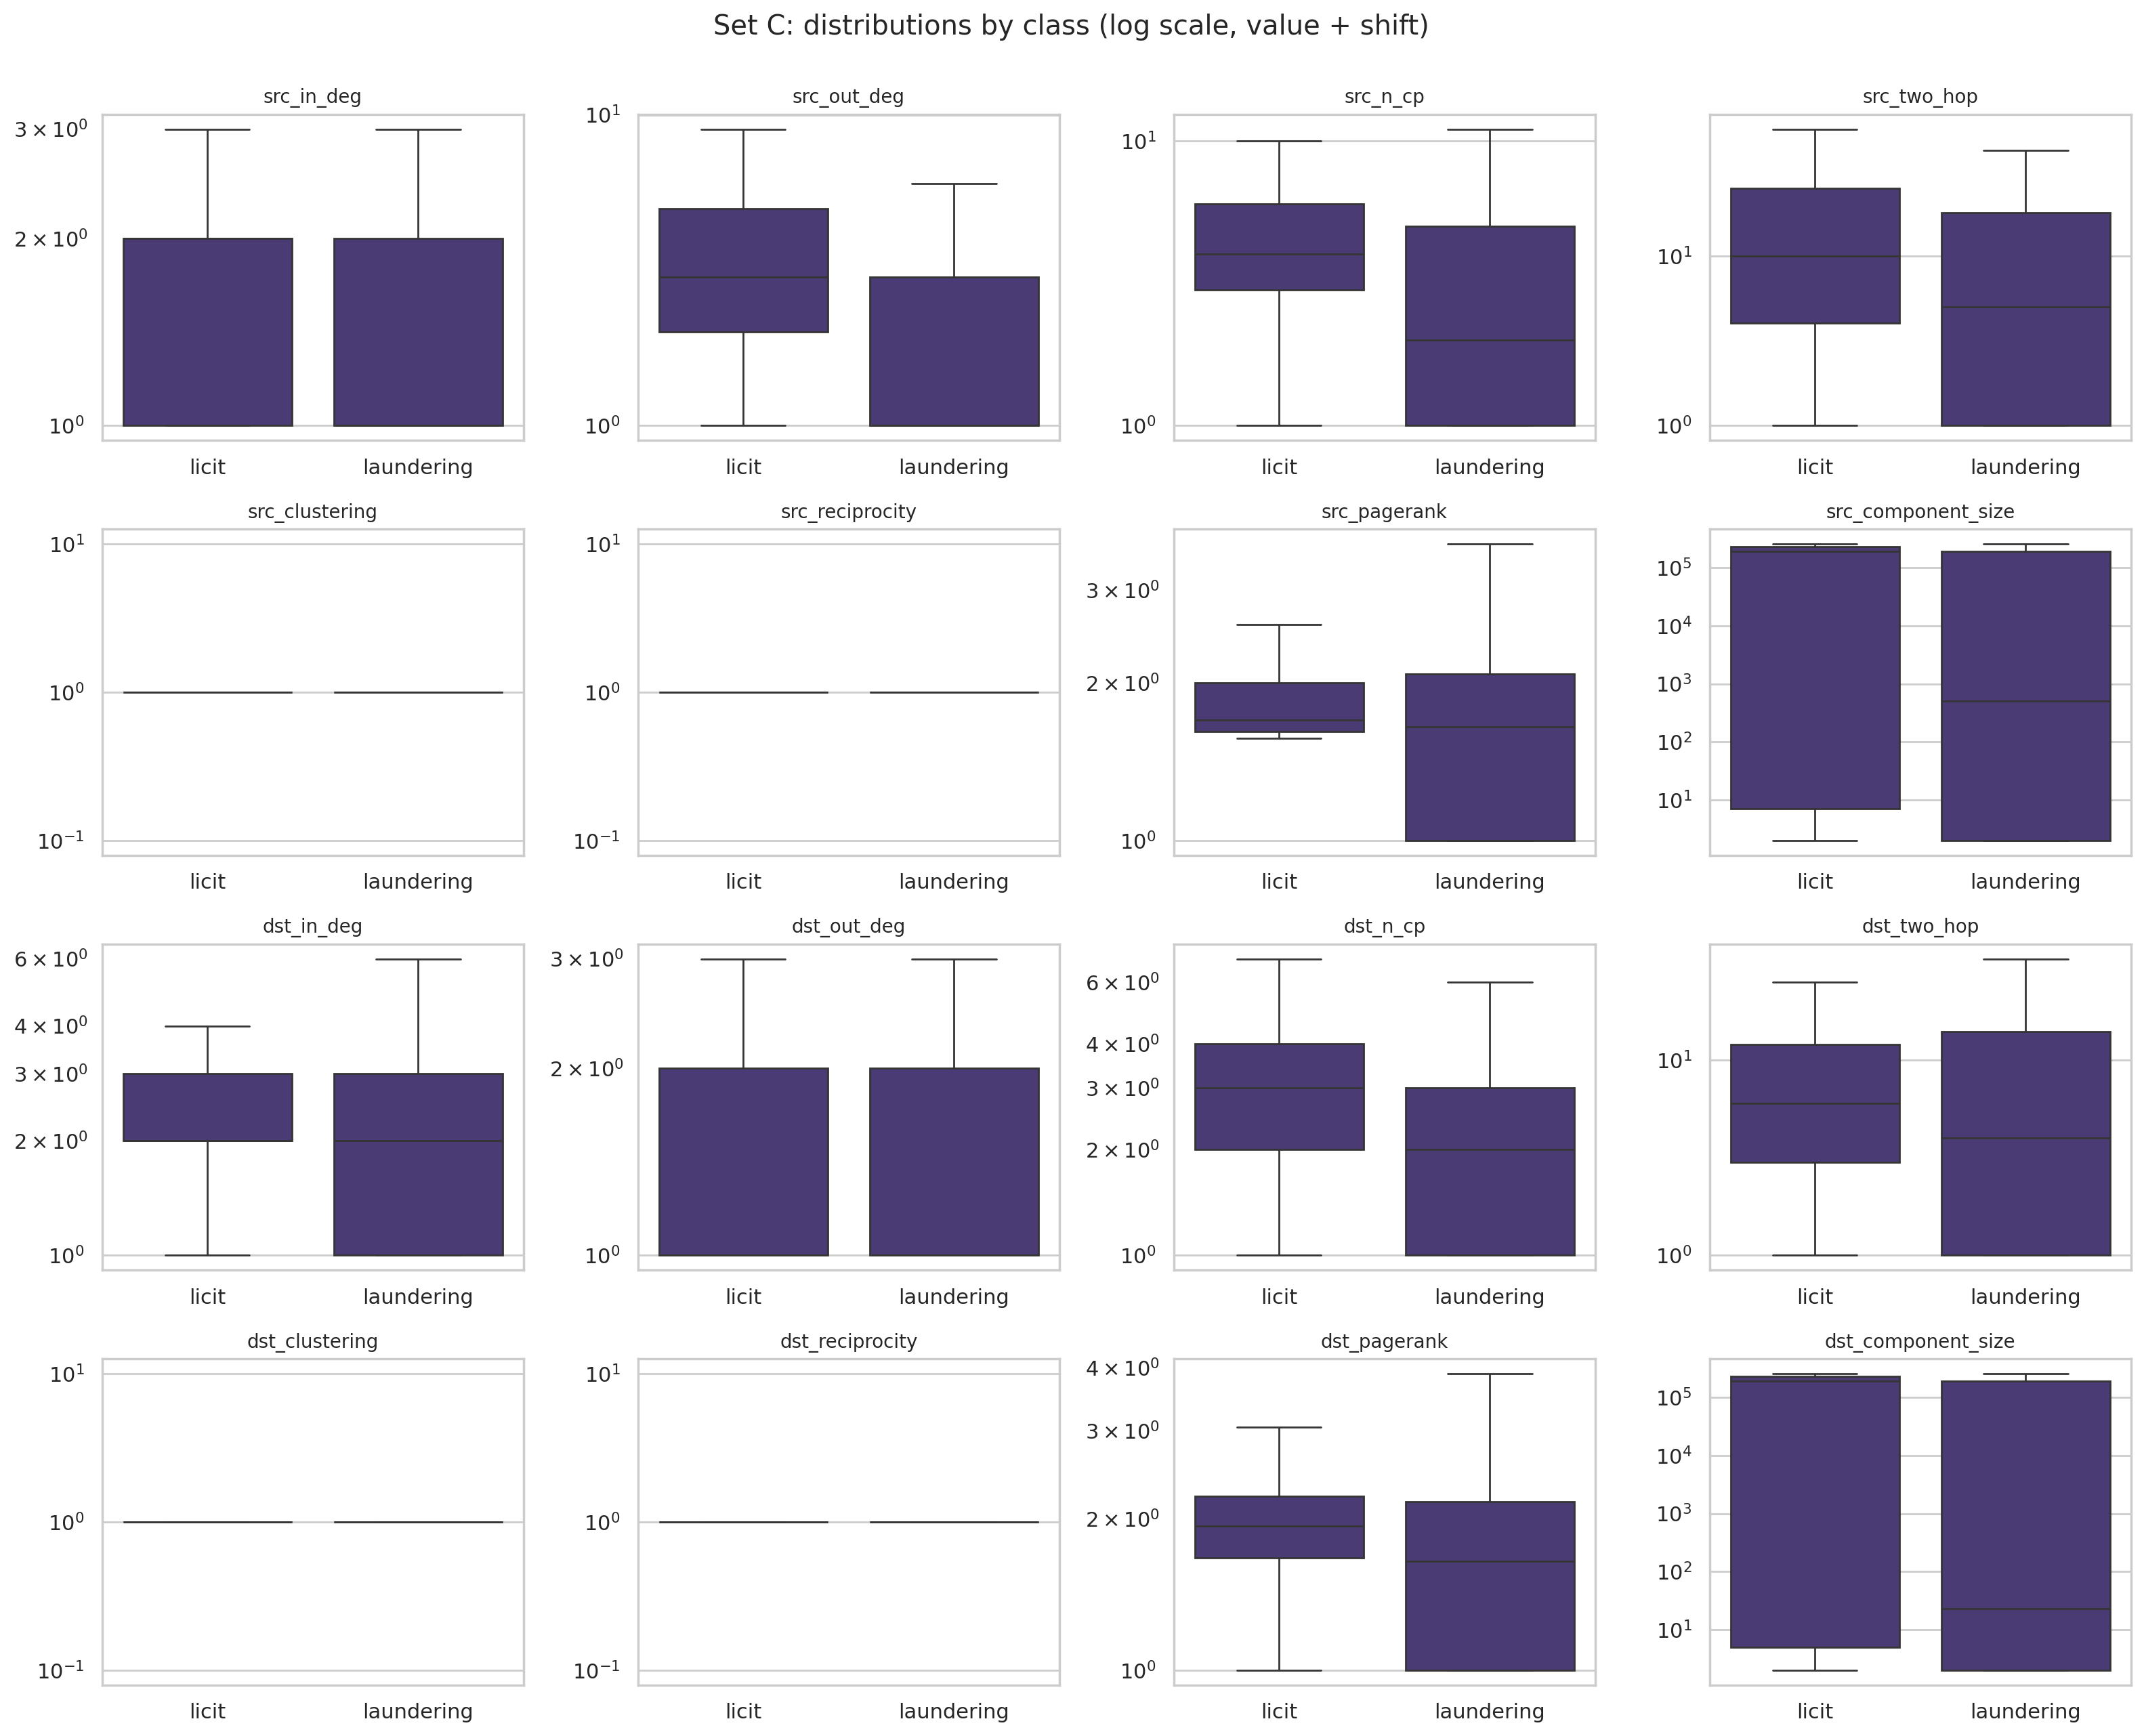 Set C: distributions by class (log scale, value + shift)
src_in_deg
3 × 10⁰
2 × 10⁰
10⁰
licit laundering
src_out_deg
10¹
10⁰
licit laundering
src_n_cp
10¹
10⁰
licit laundering
src_two_hop
10¹
10⁰
licit laundering
src_clustering
10¹
10⁰
10⁻¹
licit laundering
src_reciprocity
10¹
10⁰
10⁻¹
licit laundering
src_pagerank
3 × 10⁰
2 × 10⁰
10⁰
licit laundering
src_component_size
10⁵
10⁴
10³
10²
10¹
licit laundering
dst_in_deg
6 × 10⁰
4 × 10⁰
3 × 10⁰
2 × 10⁰
10⁰
licit laundering
dst_out_deg
3 × 10⁰
2 × 10⁰
10⁰
licit laundering
dst_n_cp
6 × 10⁰
4 × 10⁰
3 × 10⁰
2 × 10⁰
10⁰
licit laundering
dst_two_hop
10¹
10⁰
licit laundering
dst_clustering
10¹
10⁰
10⁻¹
licit laundering
dst_reciprocity
10¹
10⁰
10⁻¹
licit laundering
dst_pagerank
4 × 10⁰
3 × 10⁰
2 × 10⁰
10⁰
licit laundering
dst_component_size
10⁵
10⁴
10³
10²
10¹
licit laundering